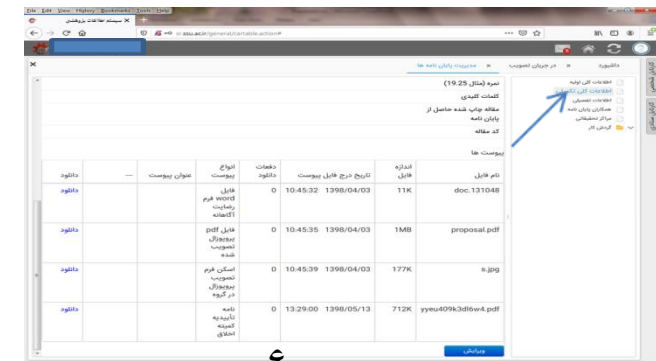 File Edit View History Bookmarks Tools Help
سیستم اطلاعات پژوهشی
ssu.ac.ir/general/cartable.action#
داشبورد × در جریان تصویب × مدیریت پایان نامه ها ×
اطلاعات کلی اولیه
اطلاعات کلی تکمیلی
اطلاعات تفصیلی
همکاران پایان نامه
مراکز تحقیقاتی
گردش کار
نمره (مثال 19.25)
کلمات کلیدی
مقاله چاپ شده حاصل از
پایان نامه
کد مقاله
پیوست ها
نام فایل اندازه فایل تاریخ درج فایل پیوست دفعات دانلود انواع پیوست عنوان پیوست --- دانلود
doc.131048 11K 1398/04/03 10:45:32 0 فایل word فرم رضایت آگاهانه دانلود
proposal.pdf 1MB 1398/04/03 10:45:35 0 فایل pdf پروپوزال تصویب شده دانلود
s.jpg 177K 1398/04/03 10:45:39 0 اسکن فرم تصویب پروپوزال در گروه دانلود
yyeu409k3dl6w4.pdf 712K 1398/05/13 13:29:00 0 نامه تأییدیه کمیته اخلاق دانلود
ویرایش